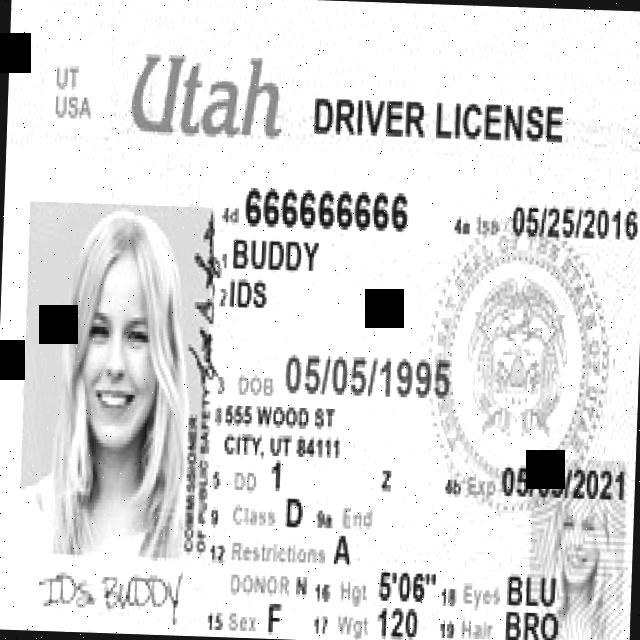 UT
USA
Utah DRIVER LICENSE
4d 666666666
4a Iss 05/25/2016
1 BUDDY
2 IDS
3 DOB 05/05/1995
8 555 WOOD ST
CITY, UT 84111
5 DD 1
4b Exp /2021
9 Class D 9a End
12 Restrictions A
DONOR N 16 Hgt 5'06" 18 Eyes BLU
15 Sex F 17 Wgt 120 19 Hair BRO
COMMISSIONER
OF PUBLIC SAFETY
IDS BUDDY